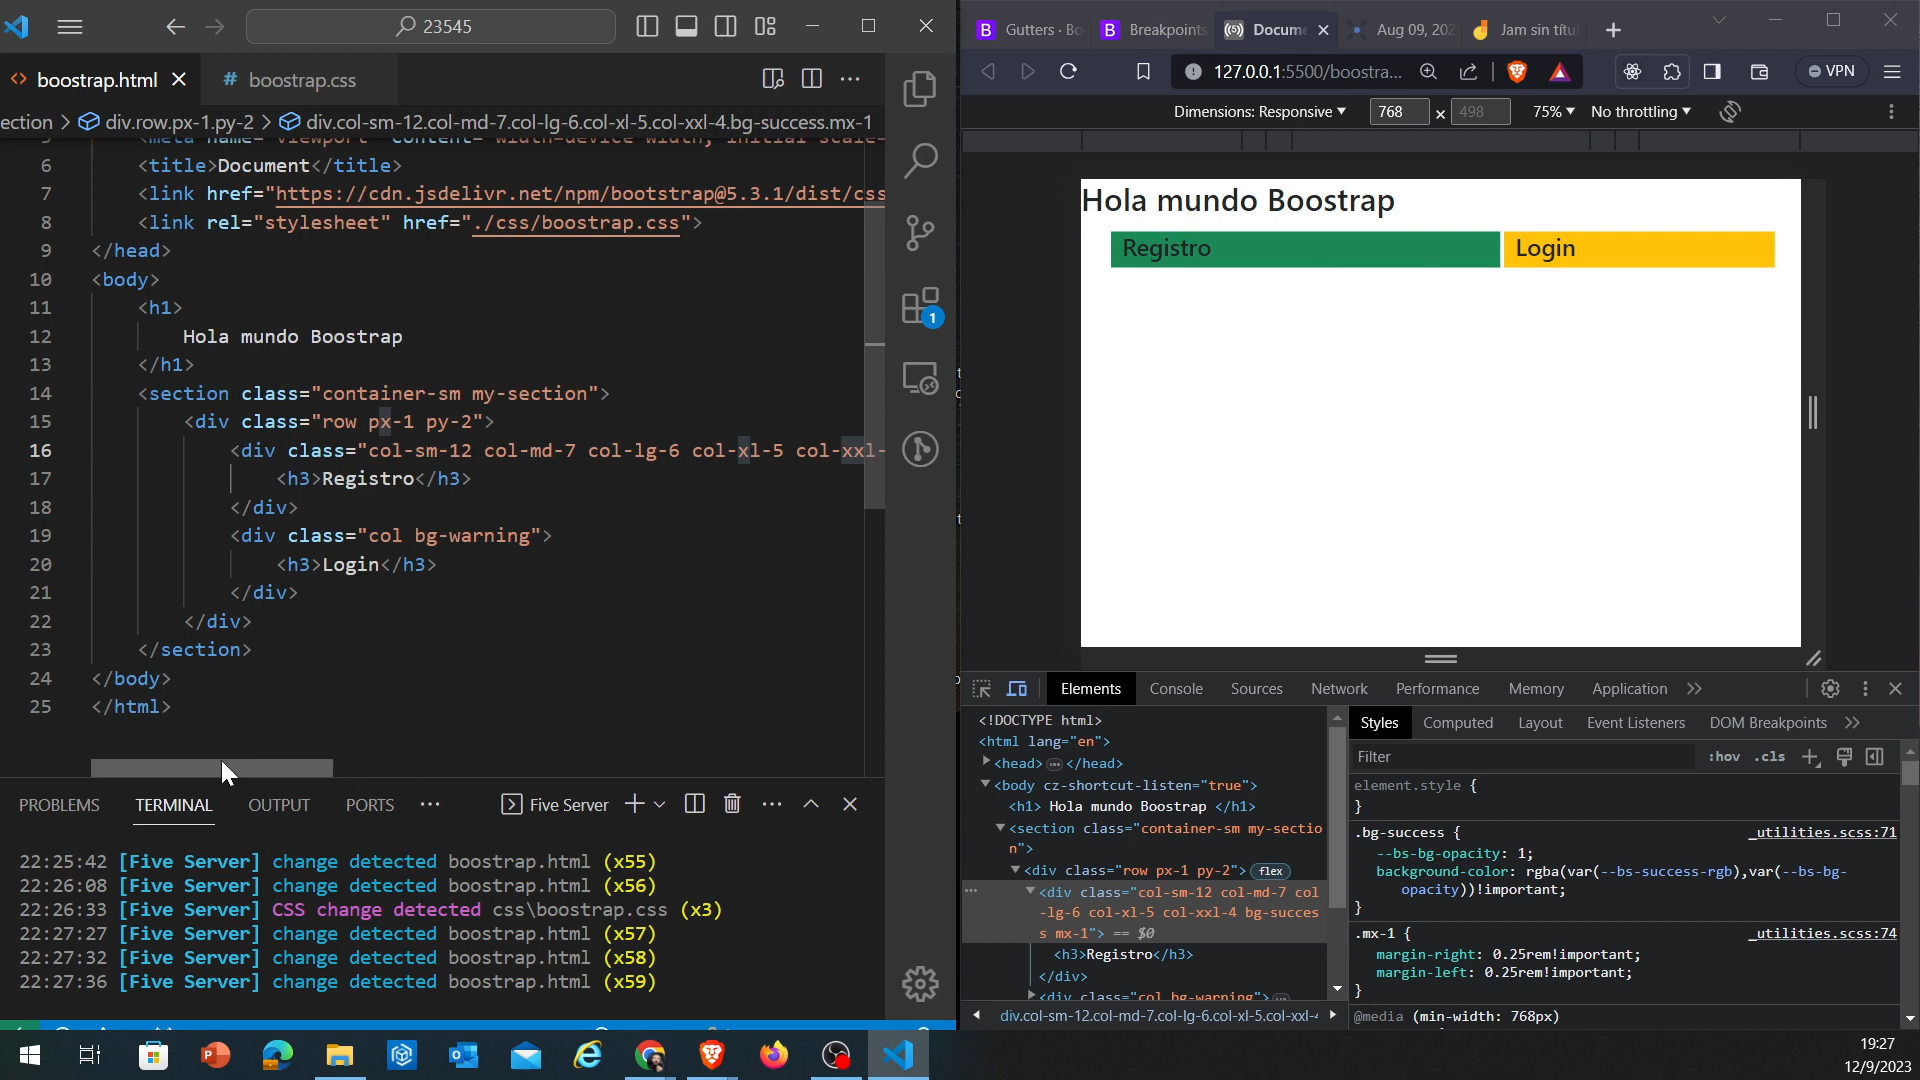 23545
boostrap.html
# boostrap.css
ection > div.row.px-1.py-2 > div.col-sm-12.col-md-7.col-lg-6.col-xl-5.col-xxl-4.bg-success.mx-1
6 <title>Document</title>
7 <link href="https://cdn.jsdelivr.net/npm/bootstrap@5.3.1/dist/css
8 <link rel="stylesheet" href="./css/boostrap.css">
9 </head>
10 <body>
11 <h1>
12 Hola mundo Boostrap
13 </h1>
14 <section class="container-sm my-section">
15 <div class="row px-1 py-2">
16 <div class="col-sm-12 col-md-7 col-lg-6 col-xl-5 col-xxl-
17 <h3>Registro</h3>
18 </div>
19 <div class="col bg-warning">
20 <h3>Login</h3>
21 </div>
22 </div>
23 </section>
24 </body>
25 </html>
1
PROBLEMS TERMINAL OUTPUT PORTS ··· Five Server
22:25:42 [Five Server] change detected boostrap.html (x55)
22:26:08 [Five Server] change detected boostrap.html (x56)
22:26:33 [Five Server] CSS change detected css\boostrap.css (x3)
22:27:27 [Five Server] change detected boostrap.html (x57)
22:27:32 [Five Server] change detected boostrap.html (x58)
22:27:36 [Five Server] change detected boostrap.html (x59)
B Gutters · Bo
B Breakpoints
Docume
Aug 09, 202
Jam sin títu
127.0.0.1:5500/boostra...
VPN
Dimensions: Responsive 768 × 498 75% No throttling
Hola mundo Boostrap
Registro Login
Elements Console Sources Network Performance Memory Application
<!DOCTYPE html>
<html lang="en">
<head> ··· </head>
<body cz-shortcut-listen="true">
<h1> Hola mundo Boostrap </h1>
<section class="container-sm my-sectio
n">
<div class="row px-1 py-2"> flex
<div class="col-sm-12 col-md-7 col
-lg-6 col-xl-5 col-xxl-4 bg-succes
s mx-1"> == $0
<h3>Registro</h3>
</div>
<div class="col bg-warning"> ···
div.col-sm-12.col-md-7.col-lg-6.col-xl-5.col-xxl-4
Styles Computed Layout Event Listeners DOM Breakpoints
Filter :hov .cls
element.style {
}
.bg-success { _utilities.scss:71
--bs-bg-opacity: 1;
background-color: rgba(var(--bs-success-rgb),var(--bs-bg-
opacity))!important;
}
.mx-1 { _utilities.scss:74
margin-right: 0.25rem!important;
margin-left: 0.25rem!important;
}
@media (min-width: 768px)
19:27
12/9/2023